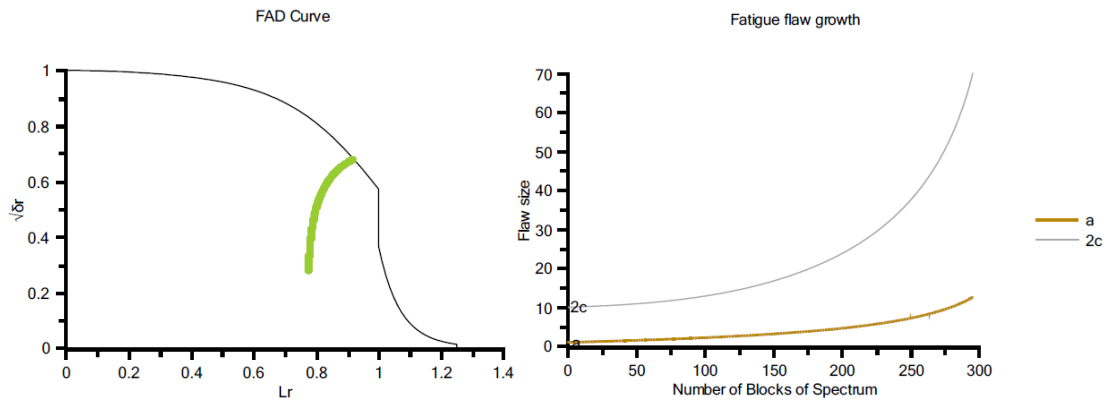 FAD Curve
1
0.8
0.6
0.4
0.2
0
√δr
0 0.2 0.4 0.6 0.8 1 1.2 1.4
Lr
Fatigue flaw growth
70
60
50
40
30
20
10
0
Flaw size
2c
a
0 50 100 150 200 250 300
Number of Blocks of Spectrum
a
2c